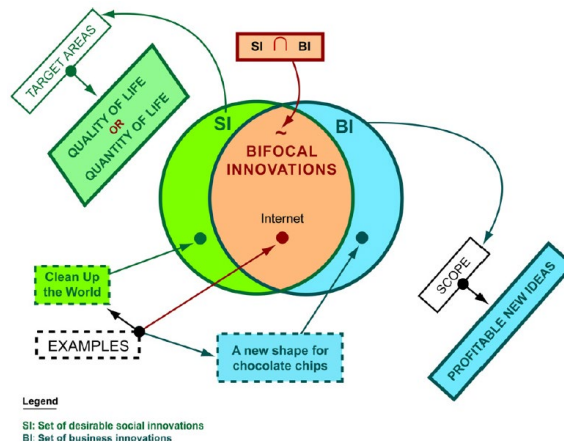 TARGET AREAS
QUALITY OF LIFE
OR
QUANTITY OF LIFE
SI ∩ BI
SI
BI
~
BIFOCAL
INNOVATIONS
Internet
Clean Up
the World
EXAMPLES
A new shape for
chocolate chips
SCOPE
PROFITABLE NEW IDEAS
Legend
SI: Set of desirable social innovations
BI: Set of business innovations